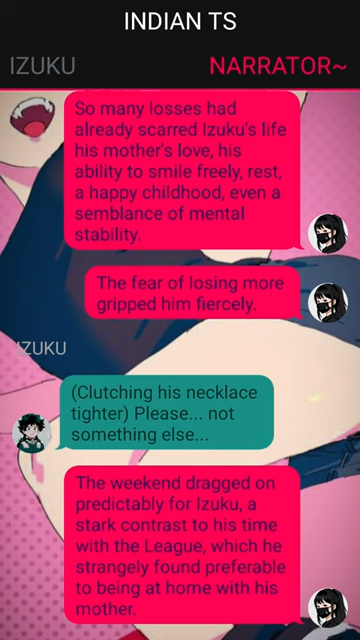 INDIAN TS
IZUKU NARRATOR~
So many losses had
already scarred Izuku's life
his mother's love, his
ability to smile freely, rest,
a happy childhood, even a
semblance of mental
stability.
The fear of losing more
gripped him fiercely.
IZUKU
(Clutching his necklace
tighter) Please... not
something else...
The weekend dragged on
predictably for Izuku, a
stark contrast to his time
with the League, which he
strangely found preferable
to being at home with his
mother.